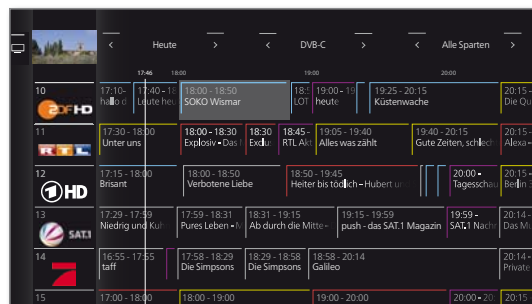 < Heute > < DVB-C > < Alle Sparten >
17:46 18:00 19:00 20:00
10 17:10- 17:40 - 18 18:00 - 18:50 18:5 19:00 - 19 19:25 - 20:15 20:15 -
ZDF HD hallo d Leute heu SOKO Wismar LOT heute Küstenwache Die Qu
11 17:30 - 18:00 18:00 - 18:30 18:30 18:45 - 19:05 - 19:40 19:40 - 20:15 20:15 -
RTL Unter uns Explosiv - Das Exclu RTL Akt Alles was zählt Gute Zeiten, schlech Alexa -
12 17:15 - 18:00 18:00 - 18:50 18:50 - 19:45 20:00 - 20:15 -
HD Brisant Verbotene Liebe Heiter bis tödlich - Hubert und Tagesschau Berlin
13 17:29 - 17:59 17:59 - 18:31 18:31 - 19:15 19:15 - 19:59 19:59 - 20:14 -
SAT.1 Niedrig und Kuh Pures Leben - M Ab durch die Mitte - push - das SAT.1 Magazin SAT.1 Nachr
14 16:55 - 17:55 17:58 - 18:29 18:29 - 18:58 18:58 - 20:14 20:14 -
taff Die Simpsons Die Simpsons Galileo Private
15 17:00 - 18:00 18:00 - 19:00 19:00 - 20:00 20:00 - 20: 20:15